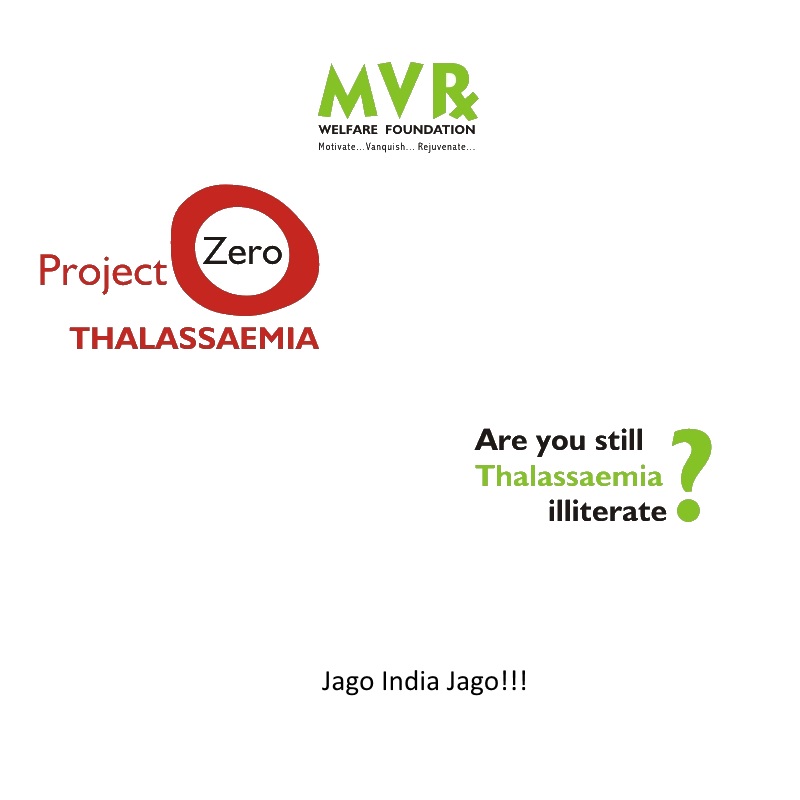 MVRx
WELFARE FOUNDATION
Motivate...Vanquish... Rejuvenate...
Project Zero
THALASSAEMIA
Are you still
Thalassaemia
illiterate ?
Jago India Jago!!!